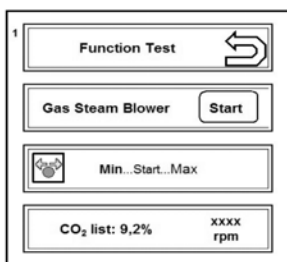 1
Function Test
Gas Steam Blower Start
Min...Start...Max
CO₂ list: 9,2% xxxx
rpm